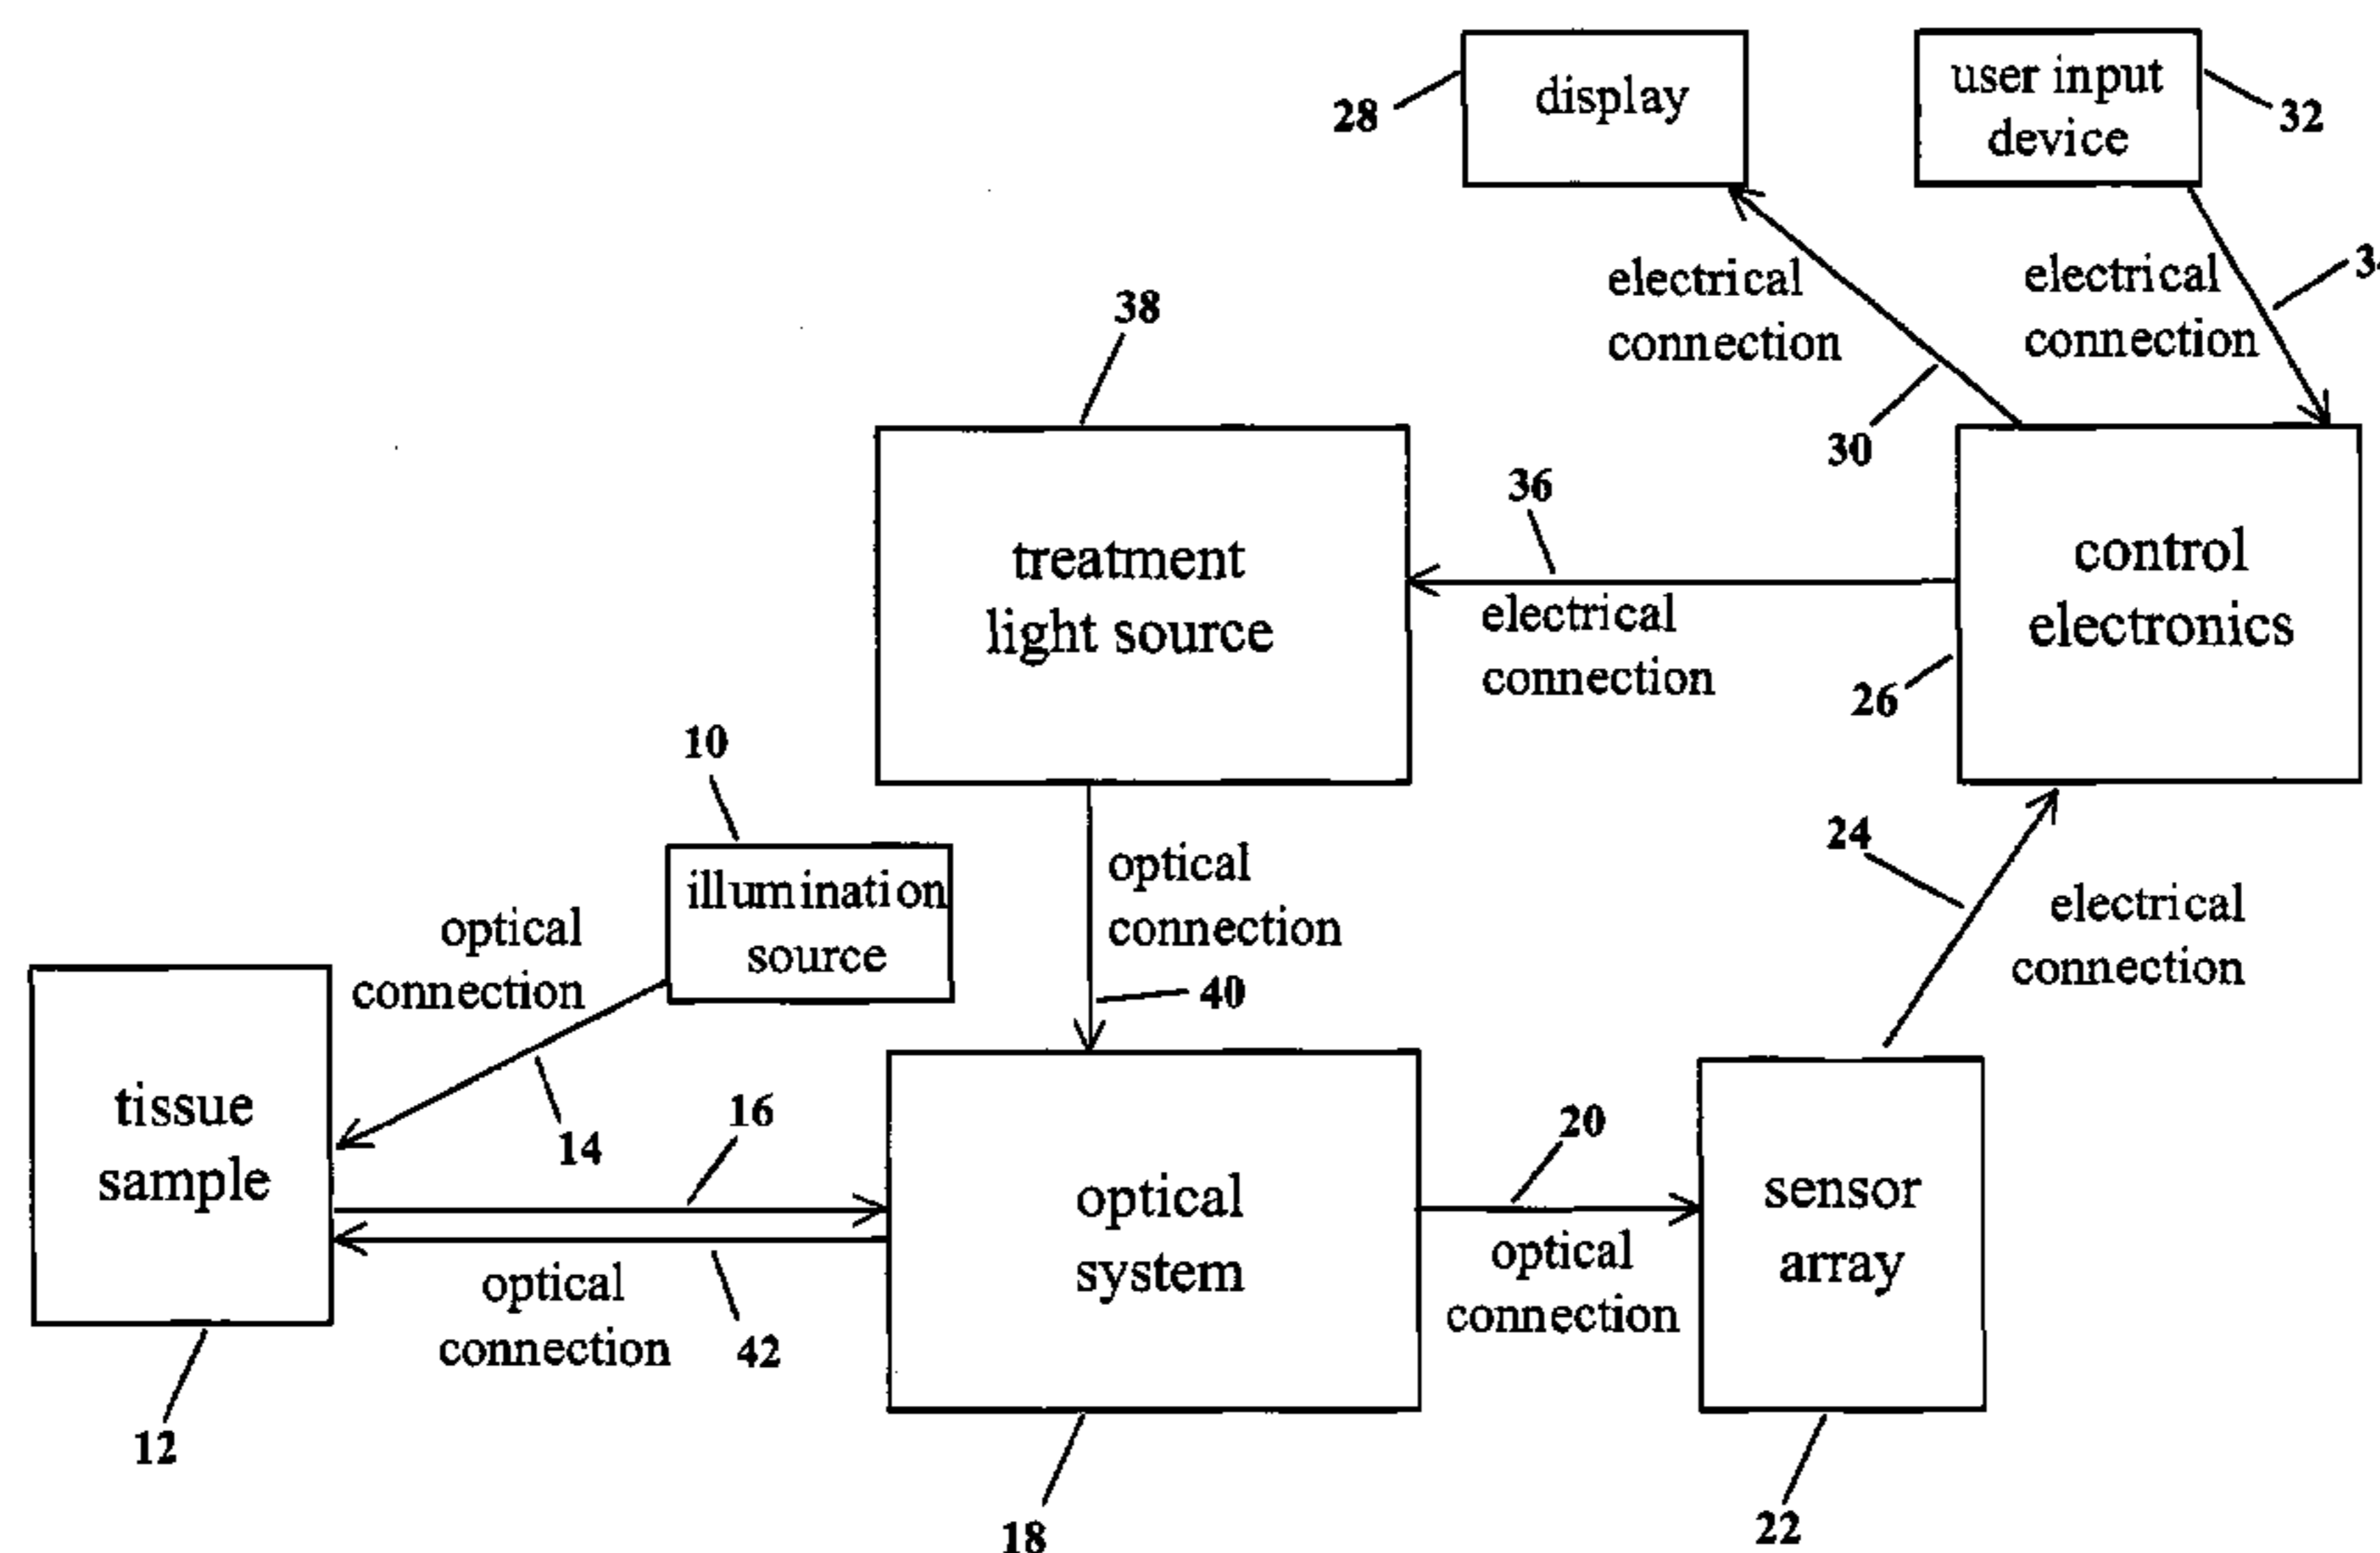 28
display
user input
device
32
electrical
connection
30
electrical
connection
38
treatment
light source
36
electrical
connection
control
electronics
26
10
illumination
source
optical
connection
14
optical
connection
40
24
electrical
connection
tissue
sample
12
16
optical
connection
42
optical
system
18
20
optical
connection
sensor
array
22